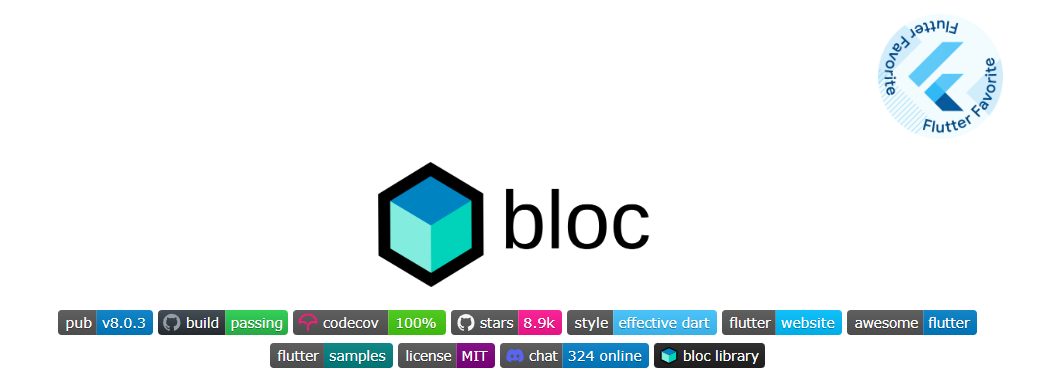 Flutter Favorite
Flutter Favorite
bloc
pub v8.0.3 build passing codecov 100% stars 8.9k style effective dart flutter website awesome flutter
flutter samples license MIT chat 324 online bloc library